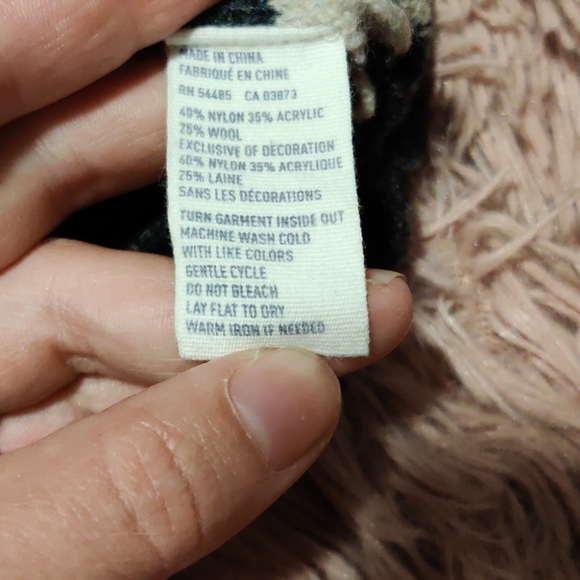 MADE IN CHINA
FABRIQUÉ EN CHINE
RN 54485 CA 03873
40% NYLON 35% ACRYLIC
25% WOOL
EXCLUSIVE OF DECORATION
40% NYLON 35% ACRYLIQUE
25% LAINE
SANS LES DÉCORATIONS
TURN GARMENT INSIDE OUT
MACHINE WASH COLD
WITH LIKE COLORS
GENTLE CYCLE
DO NOT BLEACH
LAY FLAT TO DRY
WARM IRON IF NEEDED